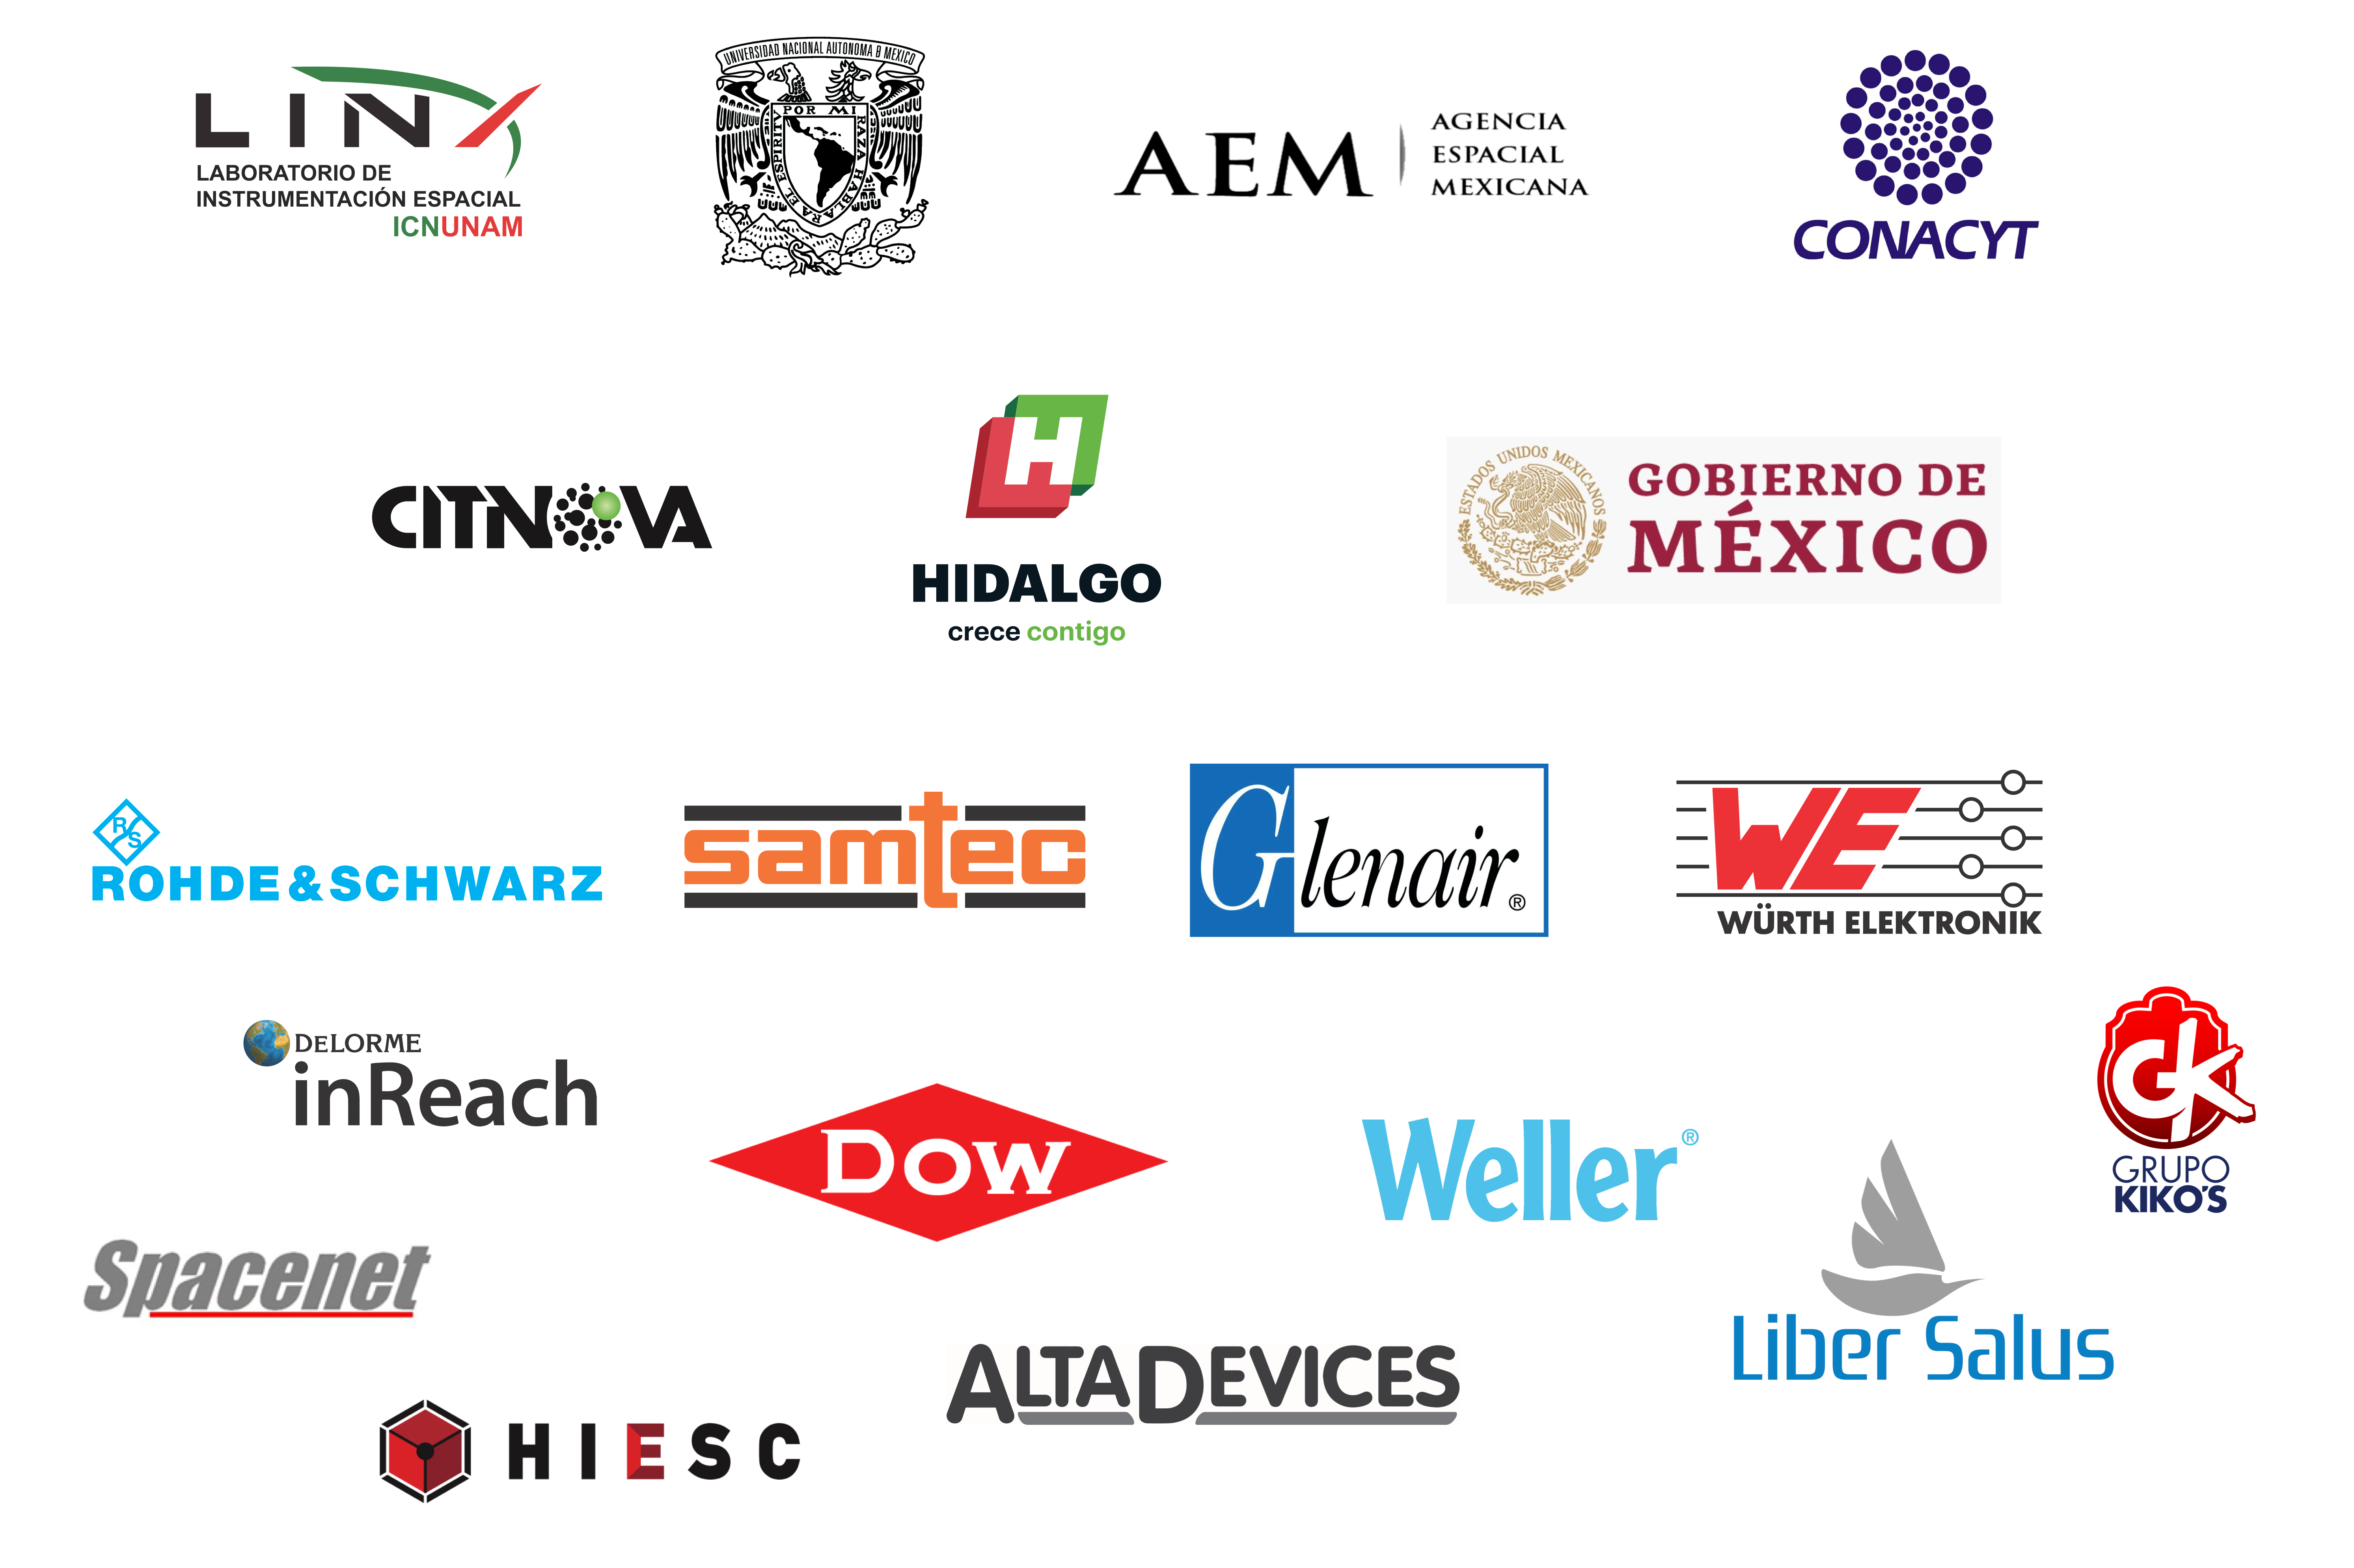 LINX
LABORATORIO DE
INSTRUMENTACIÓN ESPACIAL
ICNUNAM
UNIVERSIDAD NACIONAL AUTONOMA D MEXICO
POR MI RAZA HABLARA EL ESPIRITV
AEM
AGENCIA
ESPACIAL
MEXICANA
CONACYT
CITNOVA
H
HIDALGO
crece contigo
ESTADOS UNIDOS MEXICANOS
GOBIERNO DE
MÉXICO
R S
ROHDE&SCHWARZ
samtec
Glenair®
WE
WÜRTH ELEKTRONIK
DELORME
inReach
DOW
Weller®
GK
GRUPO
KIKO'S
Spacenet
Liber Salus
ALTADEVICES
HIESC